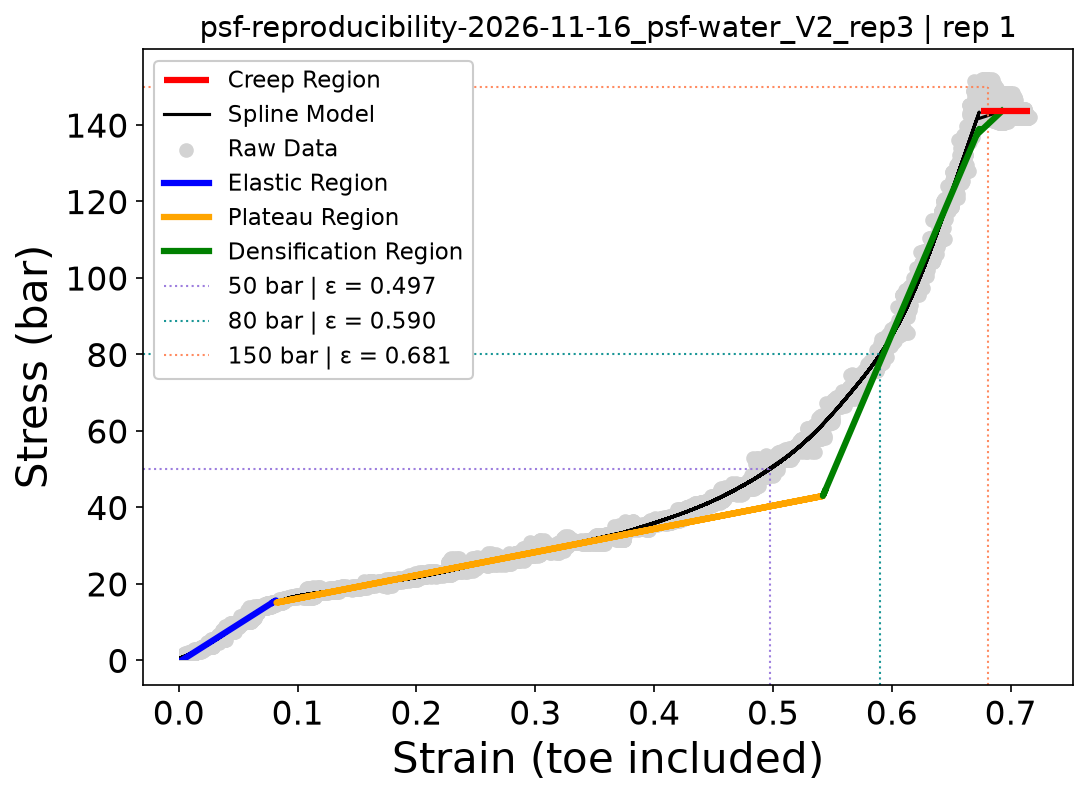 psf-reproducibility-2026-11-16_psf-water_V2_rep3 | rep 1
Creep Region
Spline Model
Raw Data
Elastic Region
Plateau Region
Densification Region
50 bar | ε = 0.497
80 bar | ε = 0.590
150 bar | ε = 0.681
Stress (bar)
140
120
100
80
60
40
20
0
0.0 0.1 0.2 0.3 0.4 0.5 0.6 0.7
Strain (toe included)